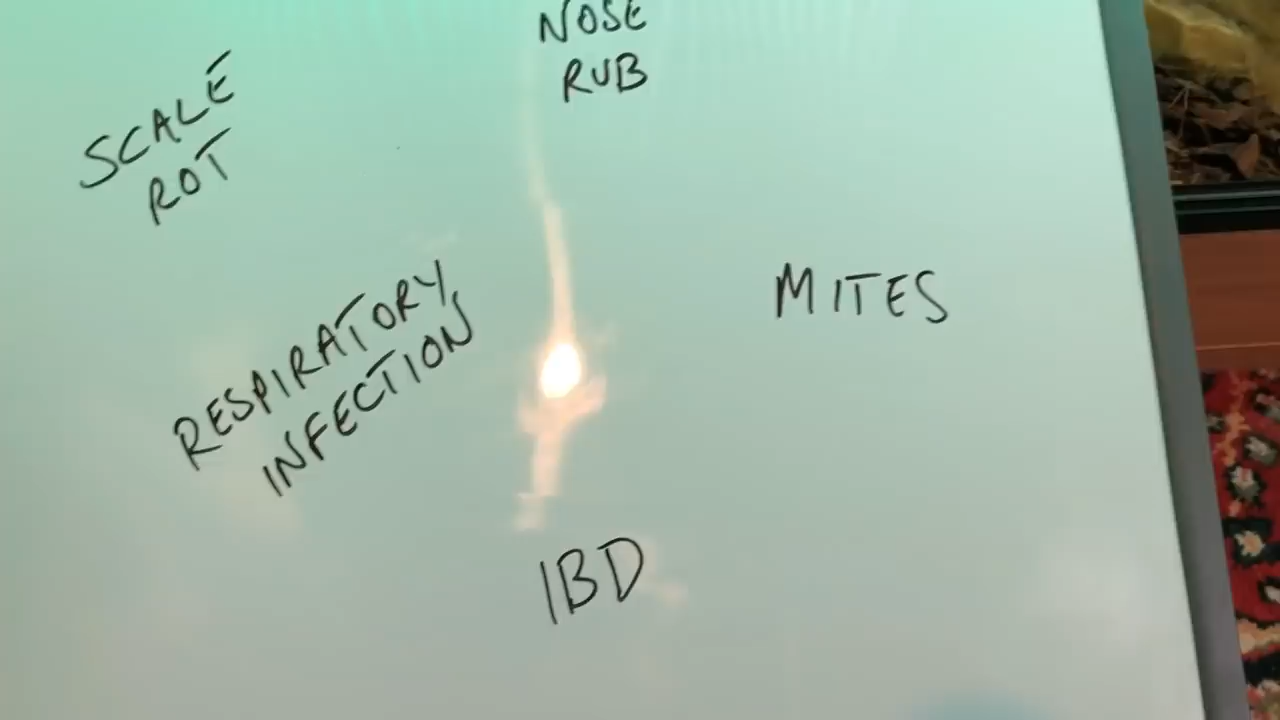 NOSE
RUB
SCALE
ROT
RESPIRATORY
INFECTION
MITES
IBD